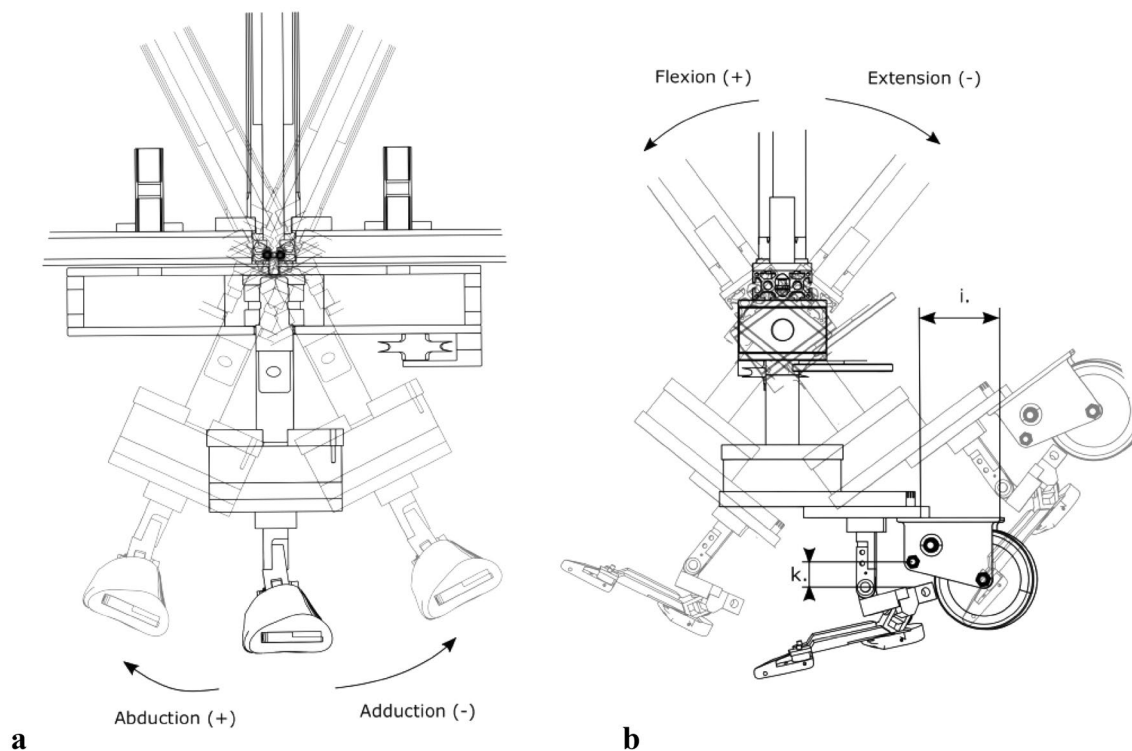 Flexion (+)
Extension (-)
i.
k.
Abduction (+)
Adduction (-)
a
b